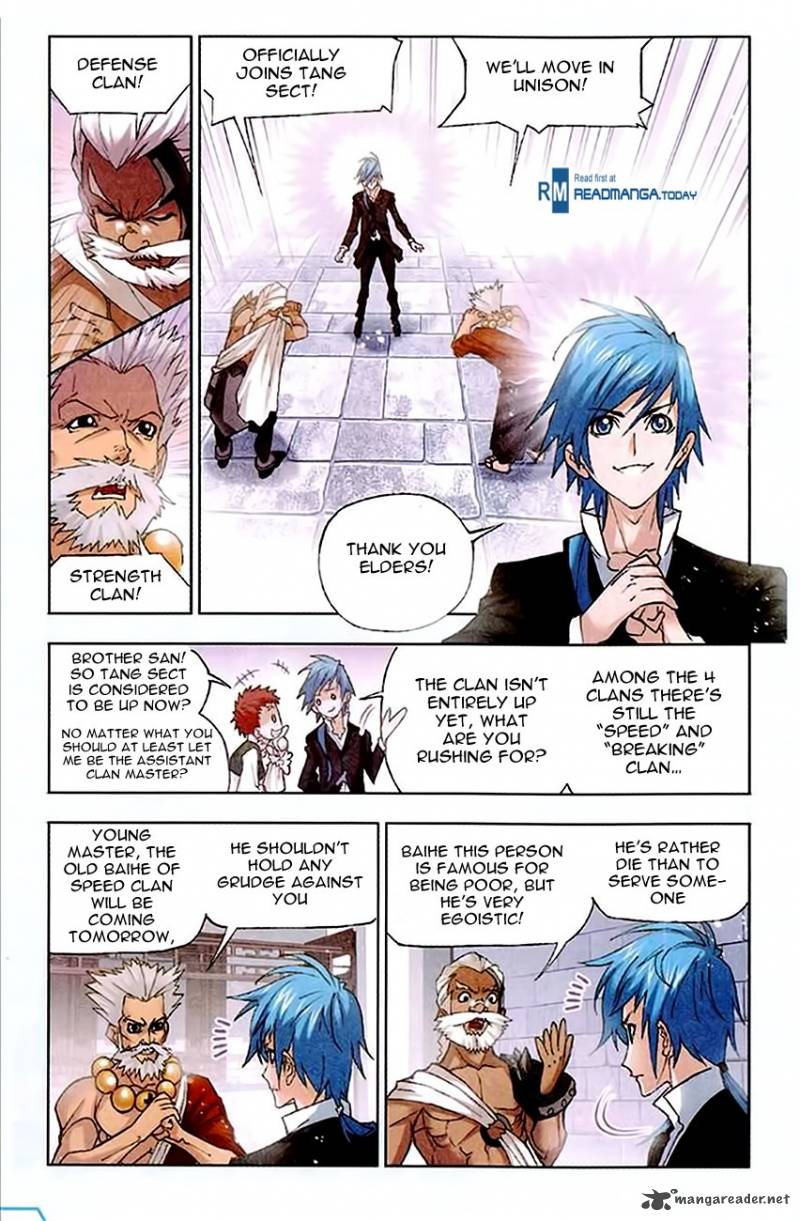 DEFENSE
CLAN!
STRENGTH
CLAN!
OFFICIALLY
JOINS TANG
SECT!
WE'LL MOVE IN
UNISON!
RM
Read first at
READMANGA.TODAY
THANK YOU
ELDERS!
BROTHER SAN!
SO TANG SECT
IS CONSIDERED
TO BE UP NOW?
NO MATTER WHAT YOU
SHOULD AT LEAST LET
ME BE THE ASSISTANT
CLAN MASTER?
THE CLAN ISN'T
ENTIRELY UP
YET, WHAT
ARE YOU
RUSHING FOR?
AMONG THE 4
CLANS THERE'S
STILL THE
"SPEED" AND
"BREAKING"
CLAN...
YOUNG
MASTER, THE
OLD BAIHE OF
SPEED CLAN
WILL BE
COMING
TOMORROW,
HE SHOULDN'T
HOLD ANY
GRUDGE AGAINST
YOU
BAIHE THIS PERSON
IS FAMOUS FOR
BEING POOR, BUT
HE'S VERY
EGOISTIC!
HE'S RATHER
DIE THAN TO
SERVE SOME-
ONE
mangareader.net